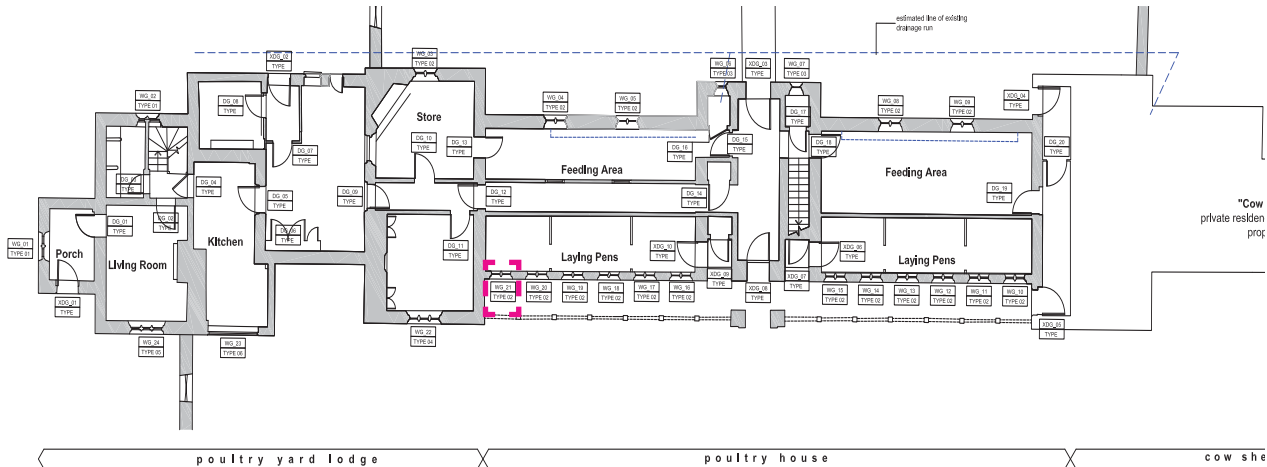 estimated line of existing
drainage run
XDG_02
TYPE
WG_03
TYPE 02
XDG_03
TYPE
WG_07
TYPE 03
TYPE 03
WG_02
TYPE 01
DG_08
TYPE
WG_04
TYPE 02
WG_05
TYPE 02
DG_17
TYPE
WG_08
TYPE 02
WG_09
TYPE 02
XDG_04
TYPE
Store
DG_10
TYPE
DG_13
TYPE
DG_15
TYPE
DG_16
TYPE
DG_18
TYPE
DG_20
TYPE
DG_07
TYPE
Feeding Area
Feeding Area
TYPE
DG_04
TYPE
DG_05
TYPE
DG_09
TYPE
DG_12
TYPE
DG_14
TYPE
DG_19
TYPE
"Cow
private residen
prop
DG_01
TYPE
DG_02
TYPE
DG_06
TYPE
WG_01
TYPE 01
Porch
Living Room
Kitchen
DG_11
TYPE
Laying Pens
XDG_10
TYPE
XDG_06
TYPE
Laying Pens
XDG_09
TYPE
XDG_07
TYPE
XDG_08
TYPE
XDG_01
TYPE
WG_21
TYPE 02
WG_20
TYPE 02
WG_19
TYPE 02
WG_18
TYPE 02
WG_17
TYPE 02
WG_16
TYPE 02
WG_15
TYPE 02
WG_14
TYPE 02
WG_13
TYPE 02
WG_12
TYPE 02
WG_11
TYPE 02
WG_10
TYPE 02
XDG_05
TYPE
WG_24
TYPE 05
WG_23
TYPE 06
WG_22
TYPE 04
poultry yard lodge
poultry house
cow she